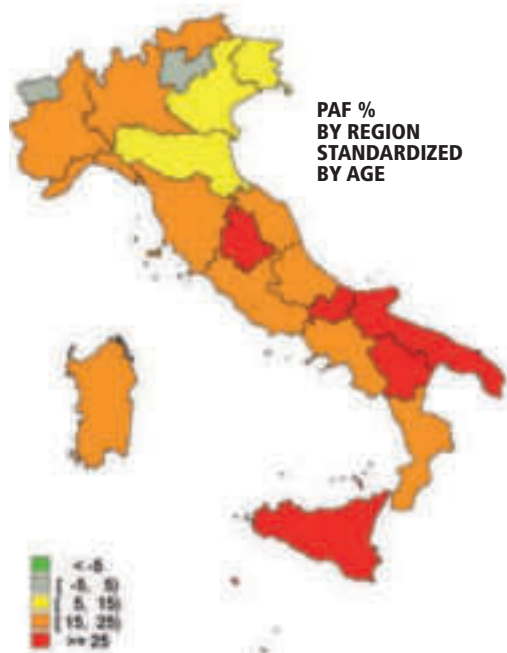 PAF %
BY REGION
STANDARDIZED
BY AGE
< -5
-5, 5)
5, 15)
15, 25)
>= 25